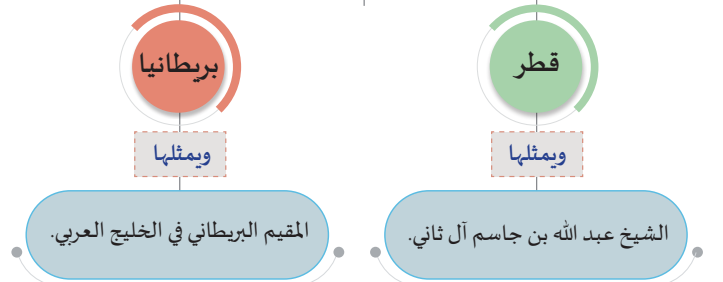 قطر
بريطانيا
ويمثلها
ويمثلها
الشيخ عبد الله بن جاسم آل ثاني.
المقيم البريطاني في الخليج العربي.